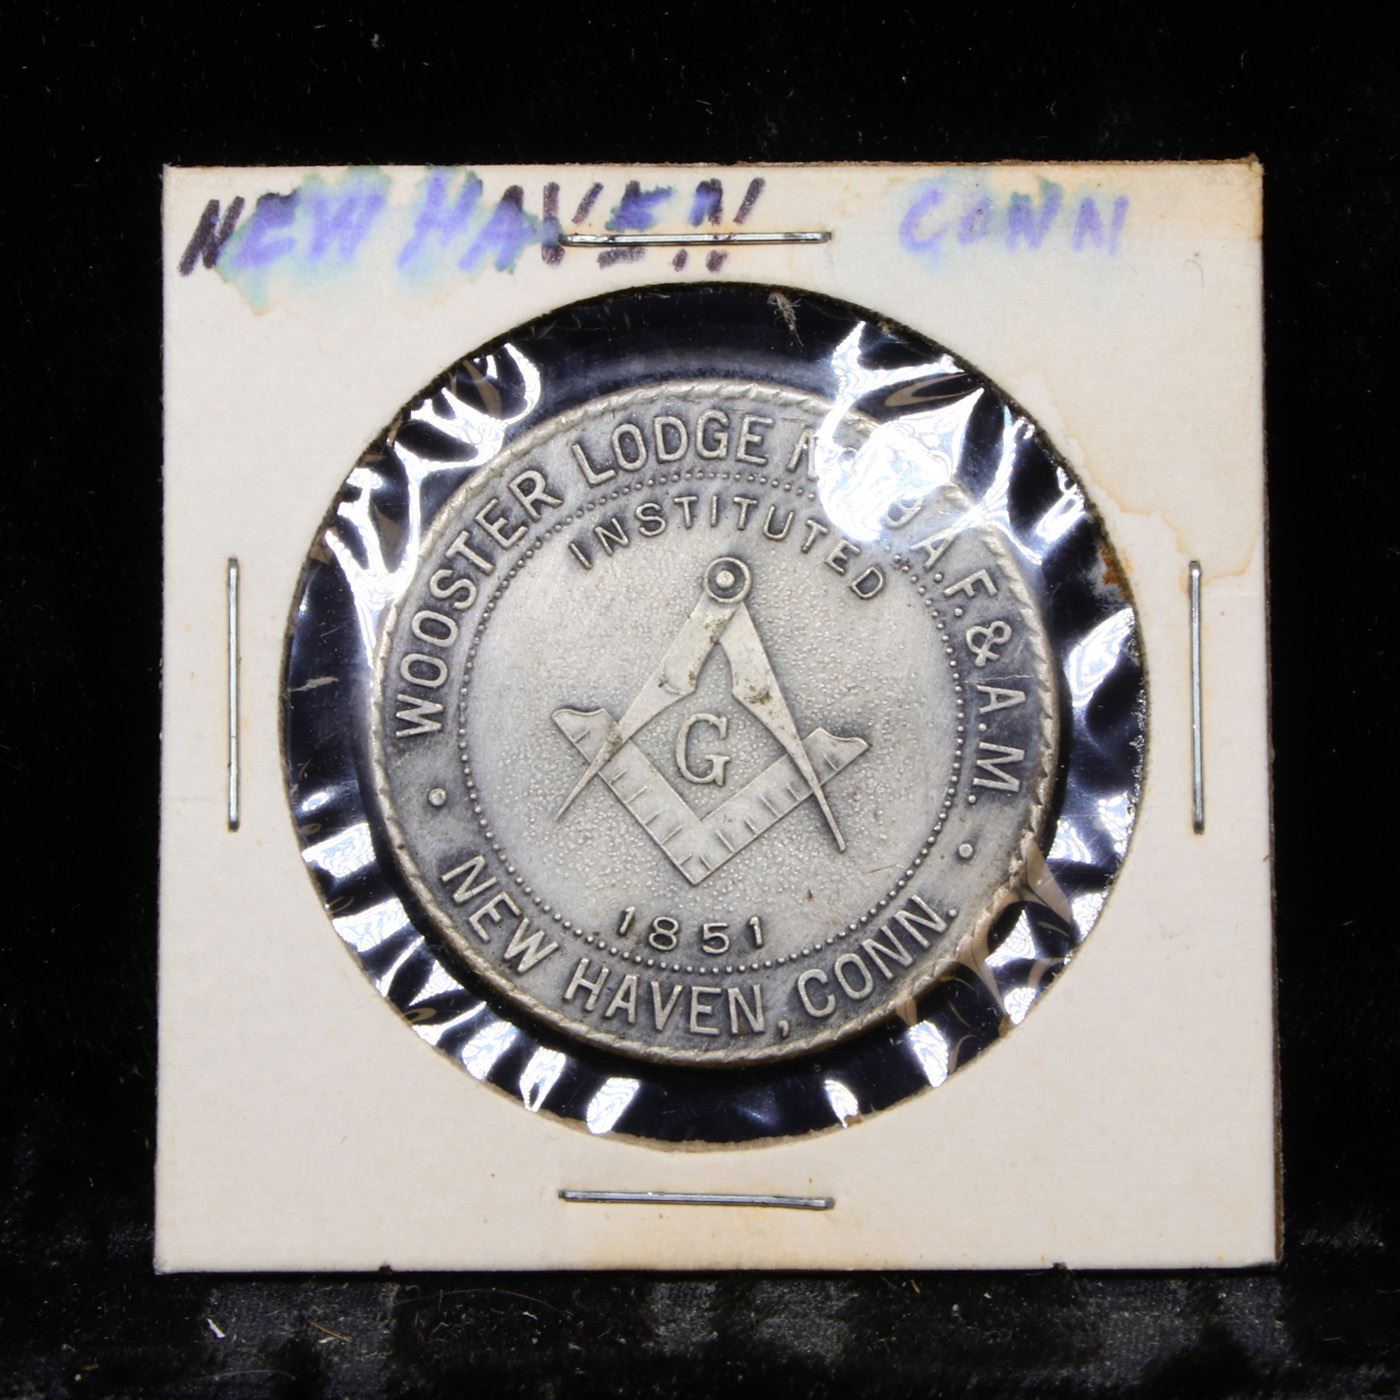 NEW HAVEN CONN
WOOSTER LODGE A.F. & A.M.
INSTITUTED
G
1851
NEW HAVEN, CONN.